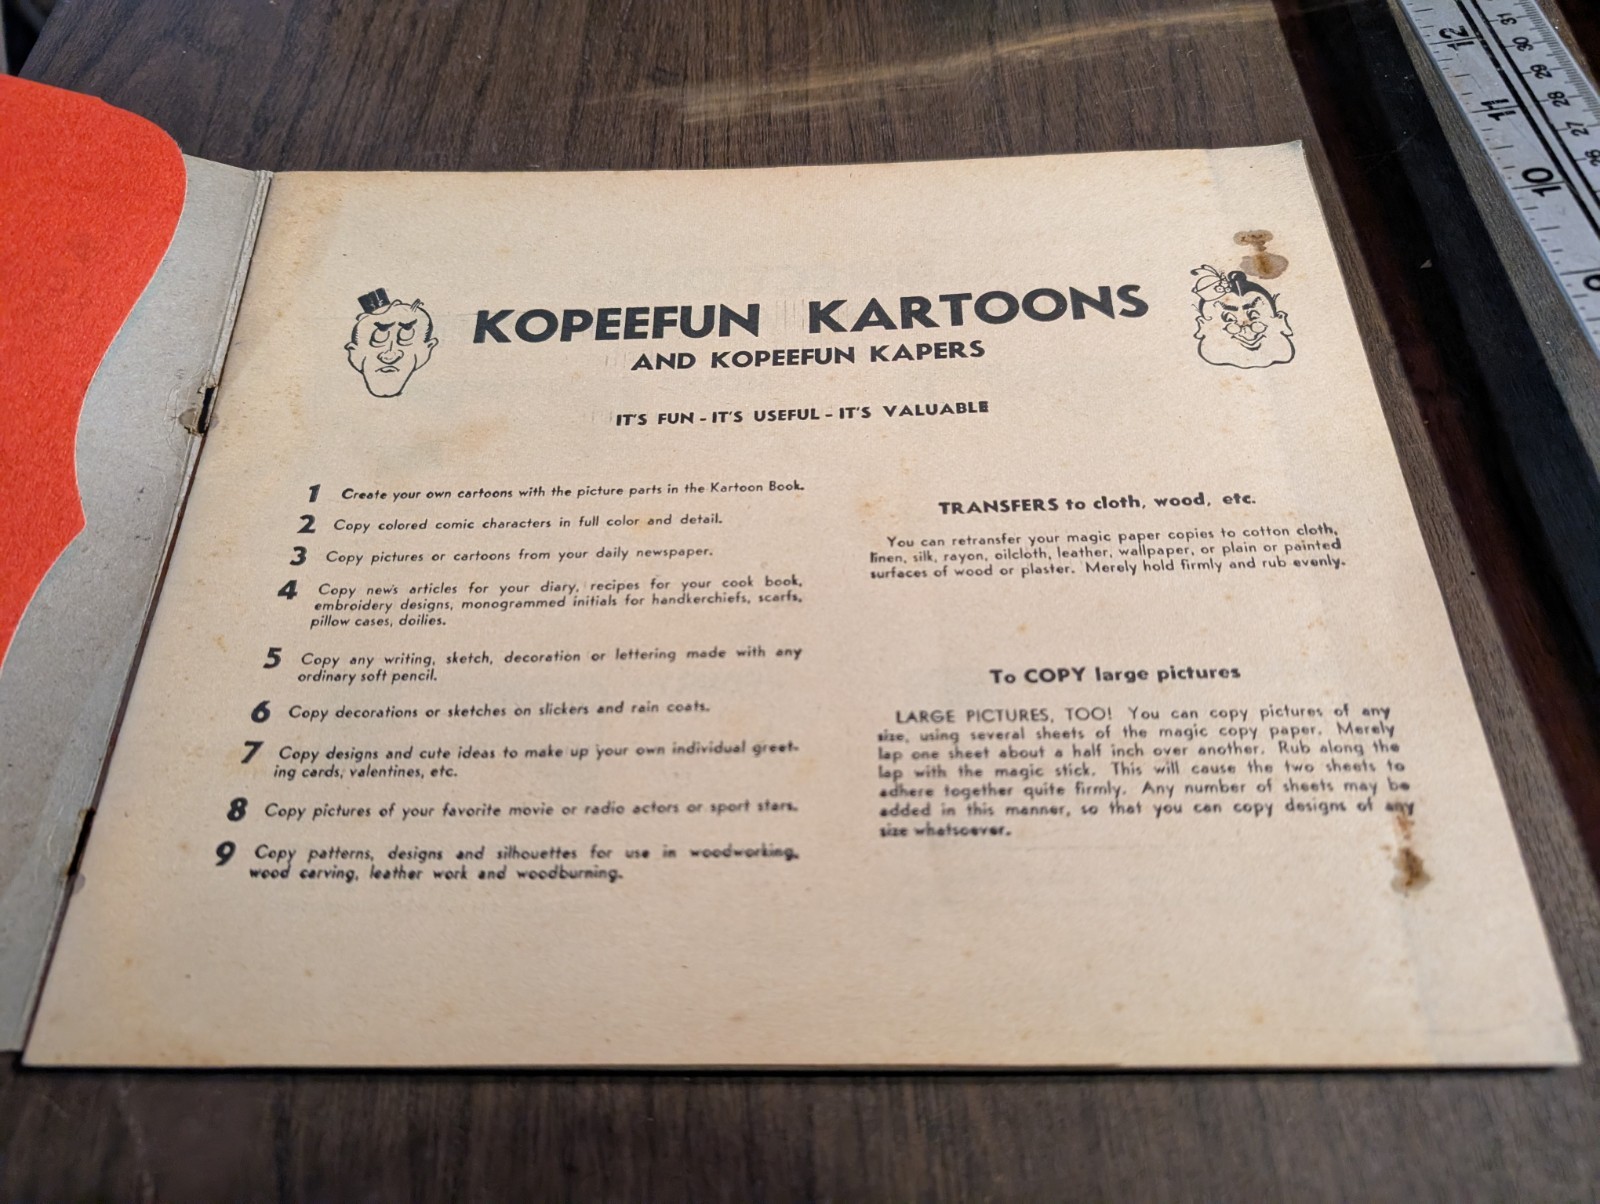 KOPEEFUN KARTOONS
AND KOPEEFUN KAPERS
IT'S FUN - IT'S USEFUL - IT'S VALUABLE
1 Create your own cartoons with the picture parts in the Kartoon Book.
2 Copy colored comic characters in full color and detail.
3 Copy pictures or cartoons from your daily newspaper.
4 Copy news articles for your diary, recipes for your cook book,
embroidery designs, monogrammed initials for handkerchiefs, scarfs,
pillow cases, doilies.
5 Copy any writing, sketch, decoration or lettering made with any
ordinary soft pencil.
6 Copy decorations or sketches on slickers and rain coats.
7 Copy designs and cute ideas to make up your own individual greet-
ing cards, valentines, etc.
8 Copy pictures of your favorite movie or radio actors or sport stars.
9 Copy patterns, designs and silhouettes for use in woodworking,
wood carving, leather work and woodburning.
TRANSFERS to cloth, wood, etc.
You can retransfer your magic paper copies to cotton cloth,
linen, silk, rayon, oilcloth, leather, wallpaper, or plain or painted
surfaces of wood or plaster. Merely hold firmly and rub evenly.
To COPY large pictures
LARGE PICTURES, TOO! You can copy pictures of any
size, using several sheets of the magic copy paper. Merely
lap one sheet about a half inch over another. Rub along the
lap with the magic stick. This will cause the two sheets to
adhere together quite firmly. Any number of sheets may be
added in this manner, so that you can copy designs of any
size whatsoever.
12
11
10
9
31
30
29
28
27
26